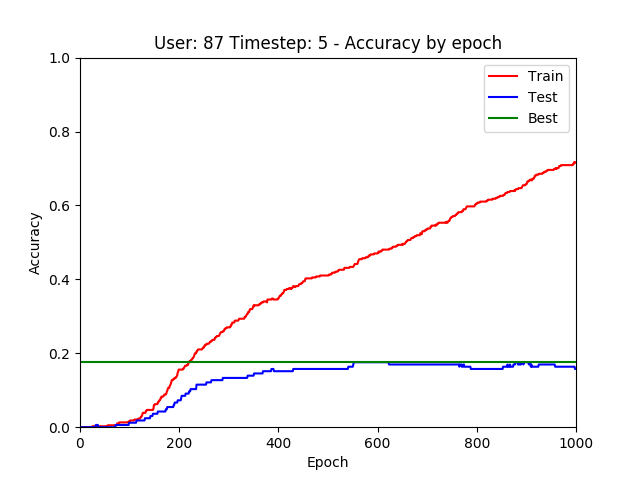 User: 87 Timestep: 5 - Accuracy by epoch
1.0
Train
Test
Best
0.8
0.6
Accuracy
0.4
0.2
0.0
0 200 400 600 800 1000
Epoch